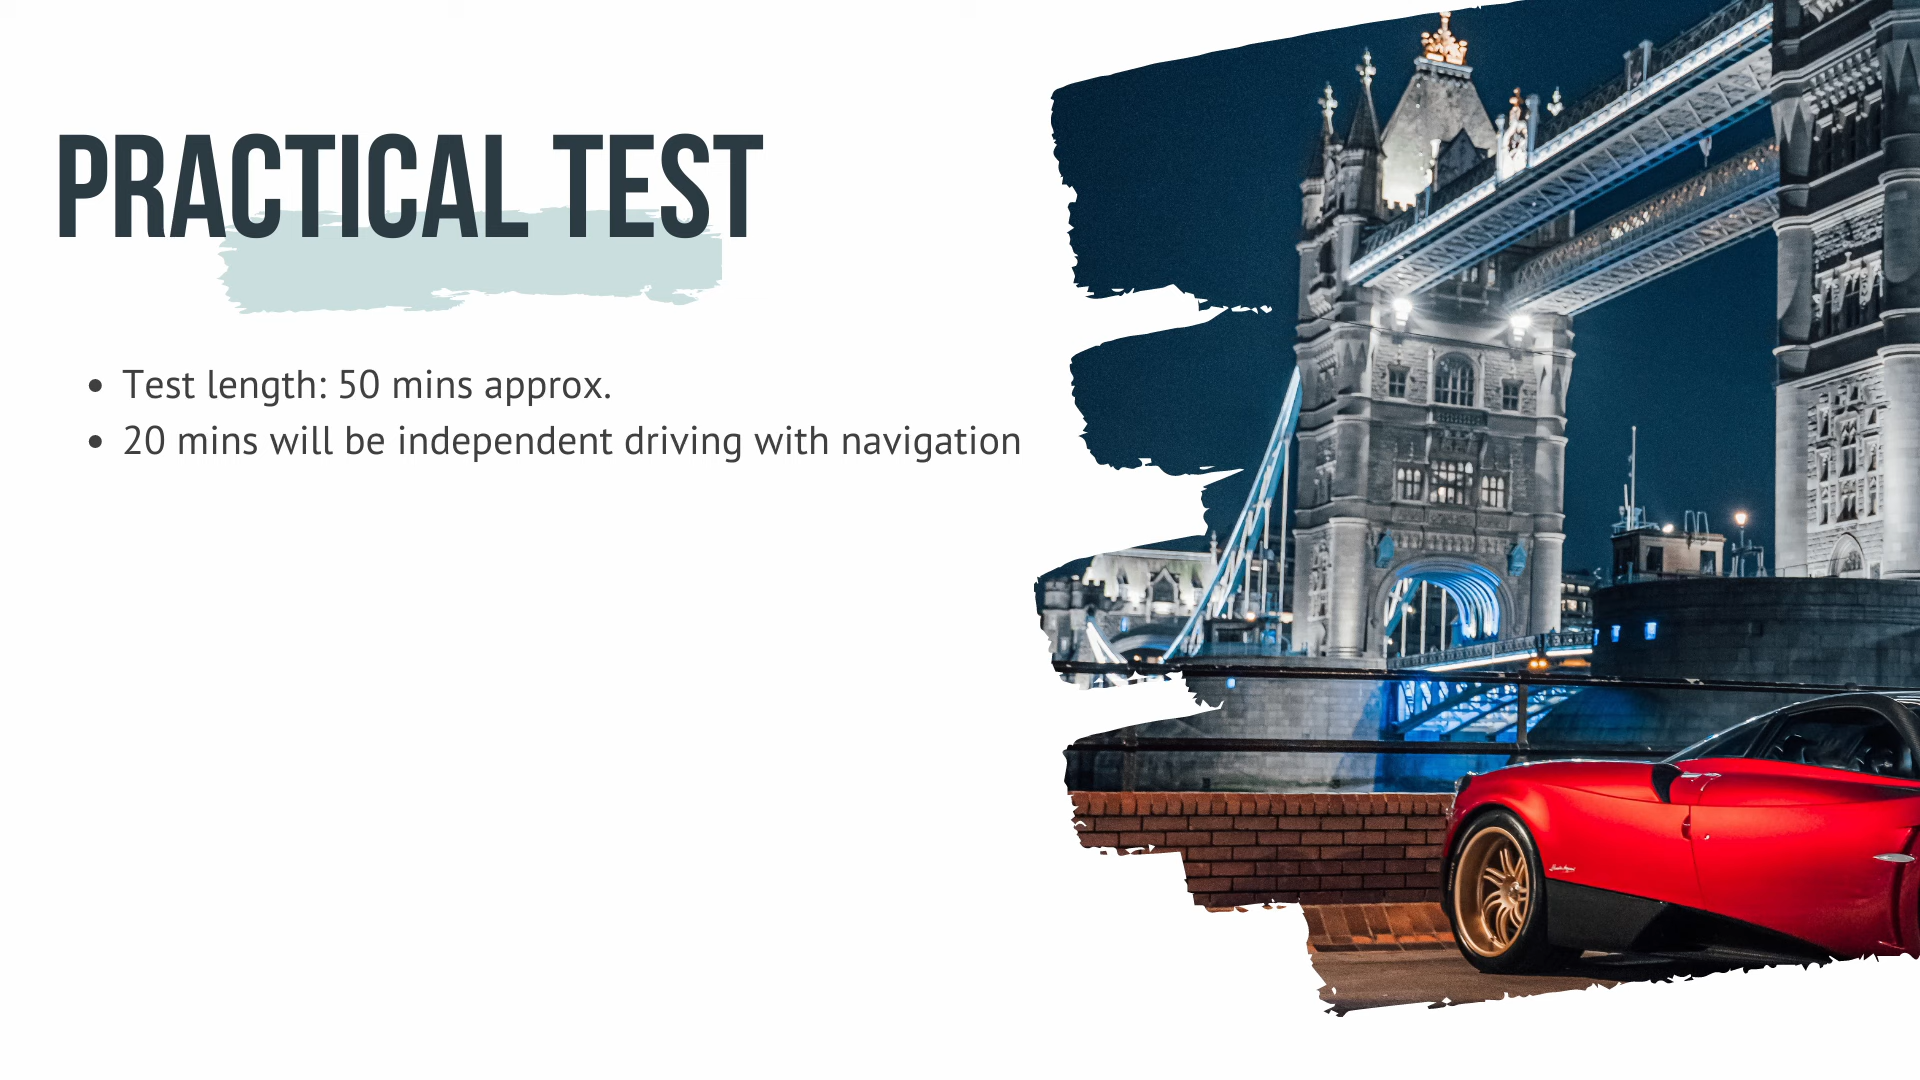 PRACTICAL TEST
• Test length: 50 mins approx.
• 20 mins will be independent driving with navigation